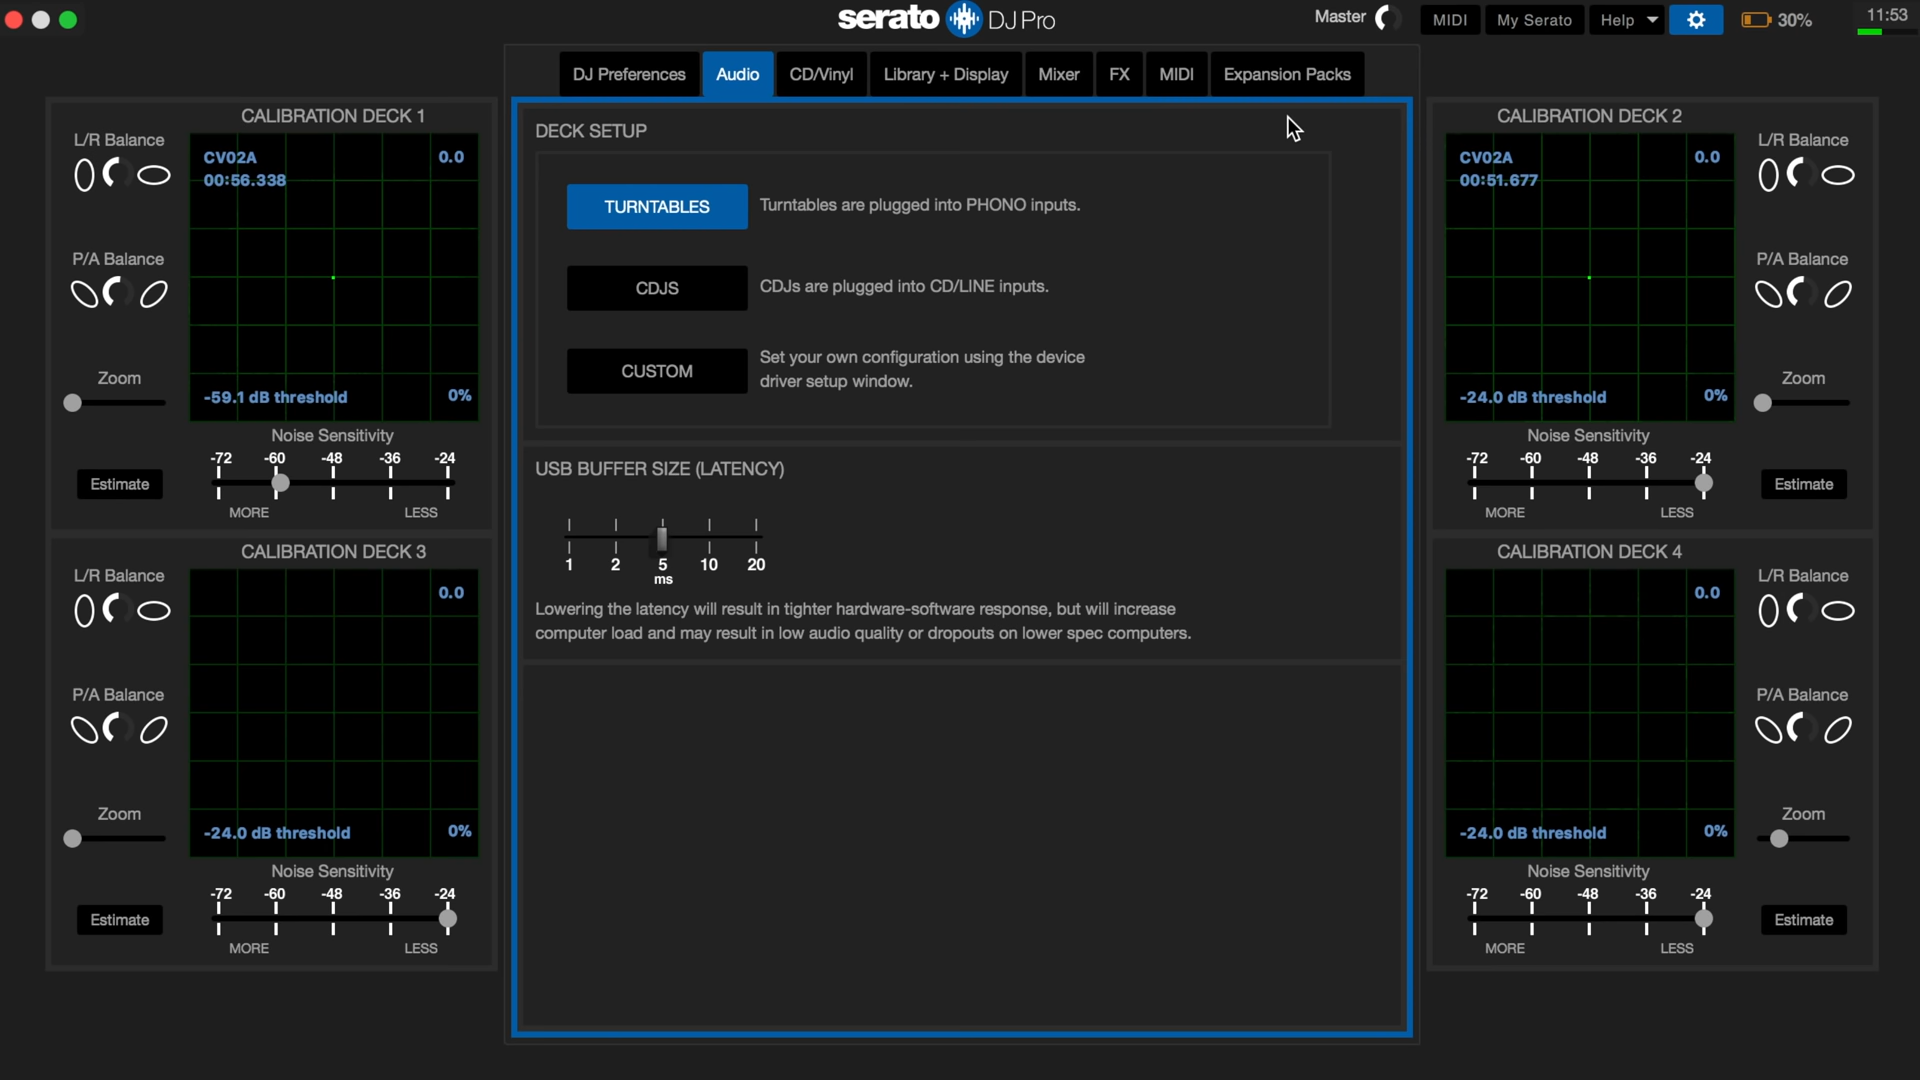 serato DJ Pro
Master
MIDI
My Serato
Help
30%
11:53
DJ Preferences
Audio
CD/Vinyl
Library + Display
Mixer
FX
MIDI
Expansion Packs
CALIBRATION DECK 1
L/R Balance
CV02A
0.0
00:56.338
P/A Balance
Zoom
-59.1 dB threshold
0%
Noise Sensitivity
-72 -60 -48 -36 -24
Estimate
MORE LESS
CALIBRATION DECK 3
L/R Balance
0.0
P/A Balance
Zoom
-24.0 dB threshold
0%
Noise Sensitivity
-72 -60 -48 -36 -24
Estimate
MORE LESS
DECK SETUP
TURNTABLES
Turntables are plugged into PHONO inputs.
CDJS
CDJs are plugged into CD/LINE inputs.
CUSTOM
Set your own configuration using the device
driver setup window.
USB BUFFER SIZE (LATENCY)
1 2 5 10 20
ms
Lowering the latency will result in tighter hardware-software response, but will increase
computer load and may result in low audio quality or dropouts on lower spec computers.
CALIBRATION DECK 2
L/R Balance
CV02A
0.0
00:51.677
P/A Balance
Zoom
-24.0 dB threshold
0%
Noise Sensitivity
-72 -60 -48 -36 -24
Estimate
MORE LESS
CALIBRATION DECK 4
L/R Balance
0.0
P/A Balance
Zoom
-24.0 dB threshold
0%
Noise Sensitivity
-72 -60 -48 -36 -24
Estimate
MORE LESS